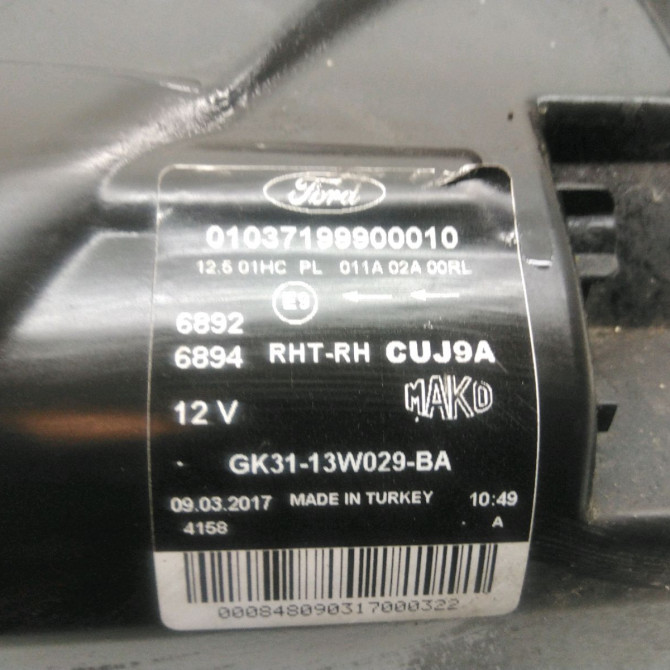 Ford
01037199900010
12.5 01HC PL 011A 02A 00RL
E9
6892
6894 RHT-RH CUJ9A
12 V MAKO
GK31-13W029-BA
09.03.2017 MADE IN TURKEY 10:49
4158 A
000848090317000322